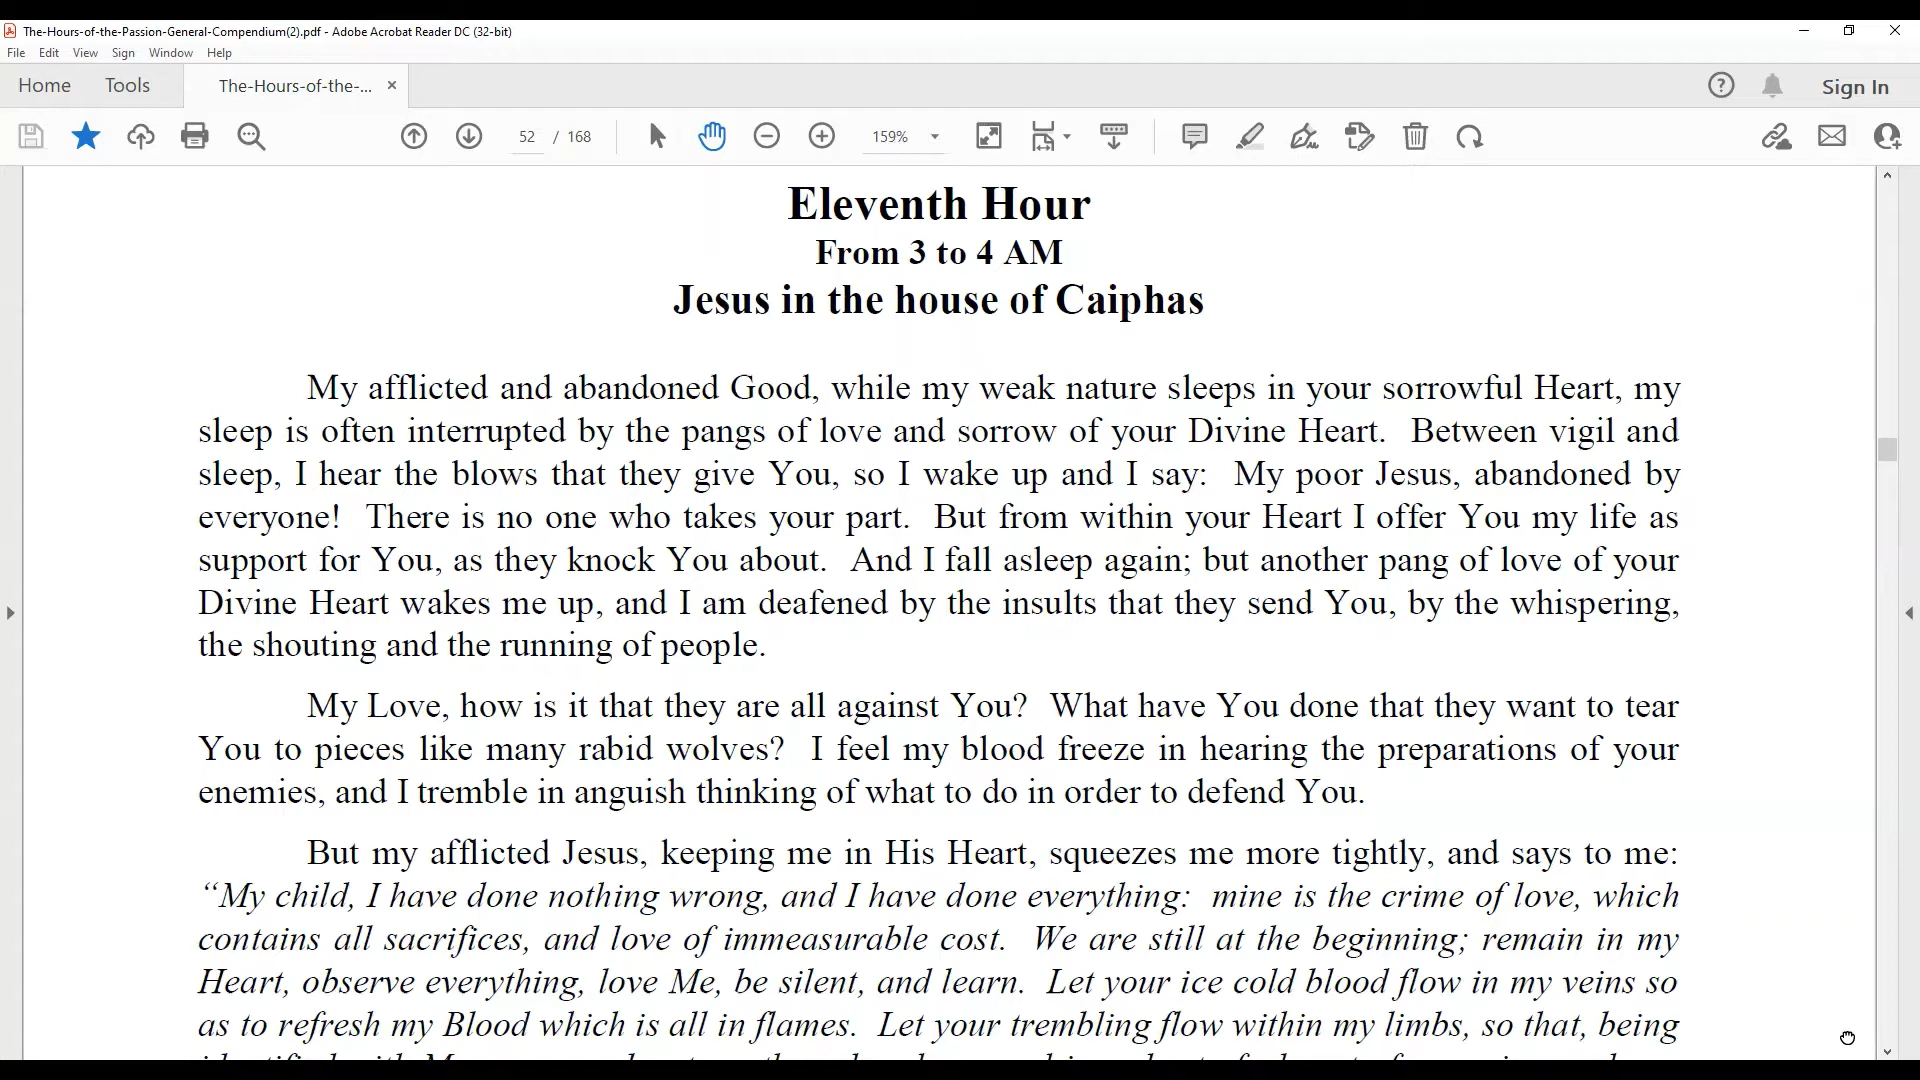 The-Hours-of-the-Passion-General-Compendium(2).pdf - Adobe Acrobat Reader DC (32-bit)
File Edit View Sign Window Help
Home Tools The-Hours-of-the-... × Sign In
52 / 168 159%
Eleventh Hour
From 3 to 4 AM
Jesus in the house of Caiphas
My afflicted and abandoned Good, while my weak nature sleeps in your sorrowful Heart, my
sleep is often interrupted by the pangs of love and sorrow of your Divine Heart. Between vigil and
sleep, I hear the blows that they give You, so I wake up and I say: My poor Jesus, abandoned by
everyone! There is no one who takes your part. But from within your Heart I offer You my life as
support for You, as they knock You about. And I fall asleep again; but another pang of love of your
Divine Heart wakes me up, and I am deafened by the insults that they send You, by the whispering,
the shouting and the running of people.
My Love, how is it that they are all against You? What have You done that they want to tear
You to pieces like many rabid wolves? I feel my blood freeze in hearing the preparations of your
enemies, and I tremble in anguish thinking of what to do in order to defend You.
But my afflicted Jesus, keeping me in His Heart, squeezes me more tightly, and says to me:
“My child, I have done nothing wrong, and I have done everything: mine is the crime of love, which
contains all sacrifices, and love of immeasurable cost. We are still at the beginning; remain in my
Heart, observe everything, love Me, be silent, and learn. Let your ice cold blood flow in my veins so
as to refresh my Blood which is all in flames. Let your trembling flow within my limbs, so that, being